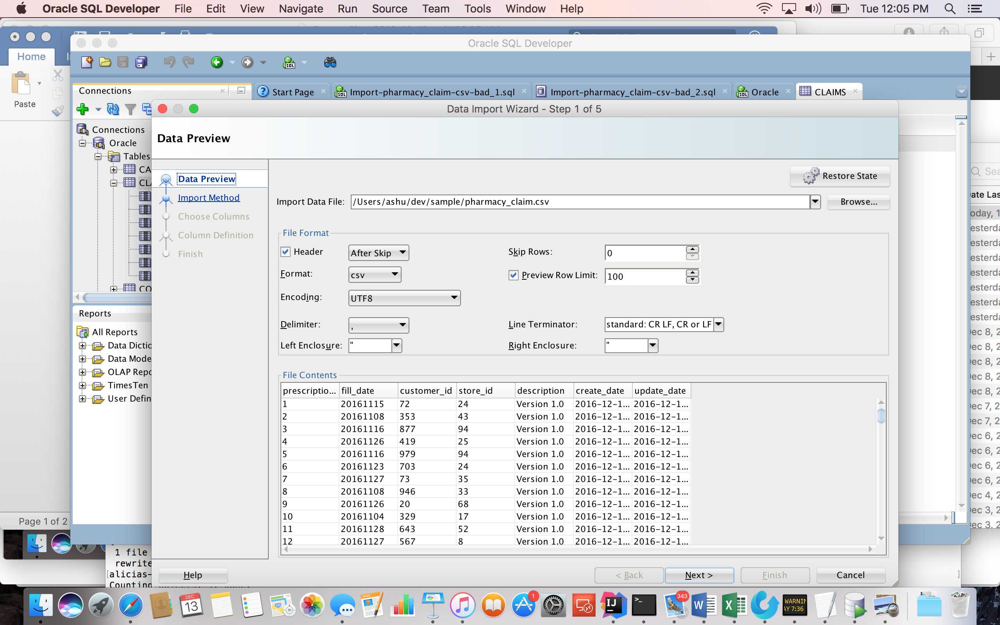 Oracle SQL Developer File Edit View Navigate Run Source Team Tools Window Help Tue 12:05 PM
Oracle SQL Developer
Home
Paste
Connections
Start Page Import-pharmacy_claim-csv-bad_1.sql Import-pharmacy_claim-csv-bad_2.sql Oracle CLAIMS
Data Import Wizard - Step 1 of 5
Connections
Oracle
Tables
CA
CL
CO
Reports
All Reports
Data Dictio
Data Mode
OLAP Repo
TimesTen
User Defin
Page 1 of 2
Data Preview
Data Preview
Import Method
Choose Columns
Column Definition
Finish
Restore State
Import Data File: /Users/ashu/dev/sample/pharmacy_claim.csv Browse...
File Format
Header After Skip Skip Rows: 0
Format: csv Preview Row Limit: 100
Encoding: UTF8
Delimiter: , Line Terminator: standard: CR LF, CR or LF
Left Enclosure: " Right Enclosure: "
File Contents
prescriptio... fill_date customer_id store_id description create_date update_date
1 20161115 72 24 Version 1.0 2016-12-1... 2016-12-1...
2 20161108 353 43 Version 1.0 2016-12-1... 2016-12-1...
3 20161116 877 94 Version 1.0 2016-12-1... 2016-12-1...
4 20161126 419 25 Version 1.0 2016-12-1... 2016-12-1...
5 20161116 979 94 Version 1.0 2016-12-1... 2016-12-1...
6 20161123 703 24 Version 1.0 2016-12-1... 2016-12-1...
7 20161127 73 35 Version 1.0 2016-12-1... 2016-12-1...
8 20161108 946 33 Version 1.0 2016-12-1... 2016-12-1...
9 20161126 20 68 Version 1.0 2016-12-1... 2016-12-1...
10 20161104 329 17 Version 1.0 2016-12-1... 2016-12-1...
11 20161128 643 52 Version 1.0 2016-12-1... 2016-12-1...
12 20161127 567 8 Version 1.0 2016-12-1... 2016-12-1...
Help < Back Next > Finish Cancel
Sea
ate Las
oday, 1
esterda
esterda
esterda
esterda
esterda
esterda
esterda
ec 8, 2
ec 8, 2
ec 8, 2
ec 8, 2
ec 8, 2
ec 7, 2
ec 7, 2
ec 6, 2
ec 6, 2
ec 6, 2
ec 6, 2
ec 4, 2
ec 3, 2
ec 3, 2
1 file
rewrite
[alicias-
Counting
DEC
13
PAGES
1
343
WARNIN
AY 7:36